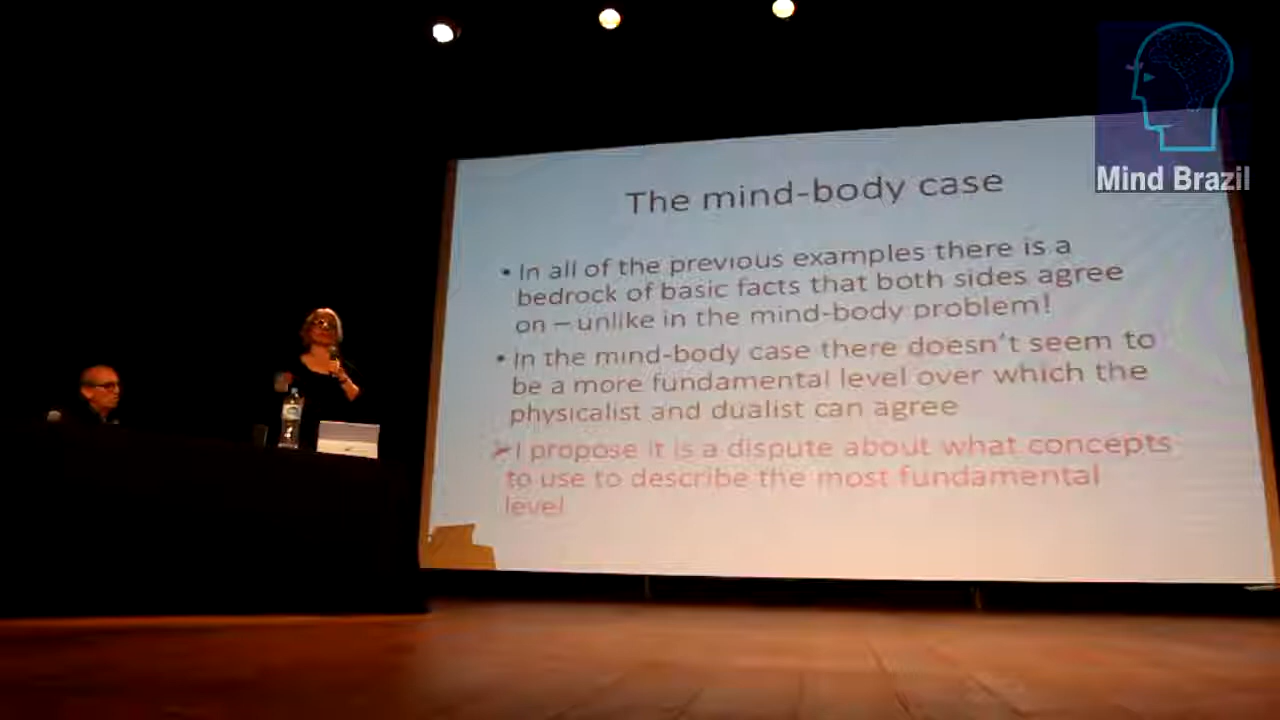 Mind Brazil
The mind-body case
• In all of the previous examples there is a
bedrock of basic facts that both sides agree
on – unlike in the mind-body problem!
• In the mind-body case there doesn't seem to
be a more fundamental level over which the
physicalist and dualist can agree
➢ I propose it is a dispute about what concepts
to use to describe the most fundamental
level